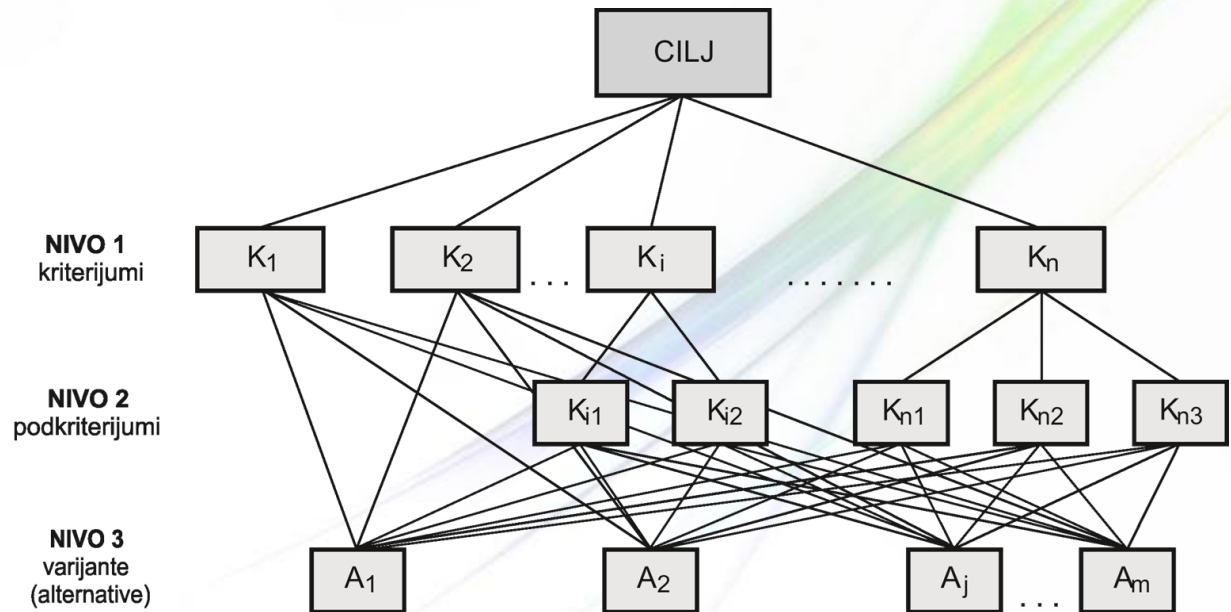 CILJ
NIVO 1
kriterijumi
K1 K2 ... Ki ....... Kn
NIVO 2
podkriterijumi
Ki1 Ki2 Kn1 Kn2 Kn3
NIVO 3
varijante
(alternative)
A1 A2 Aj ... Am